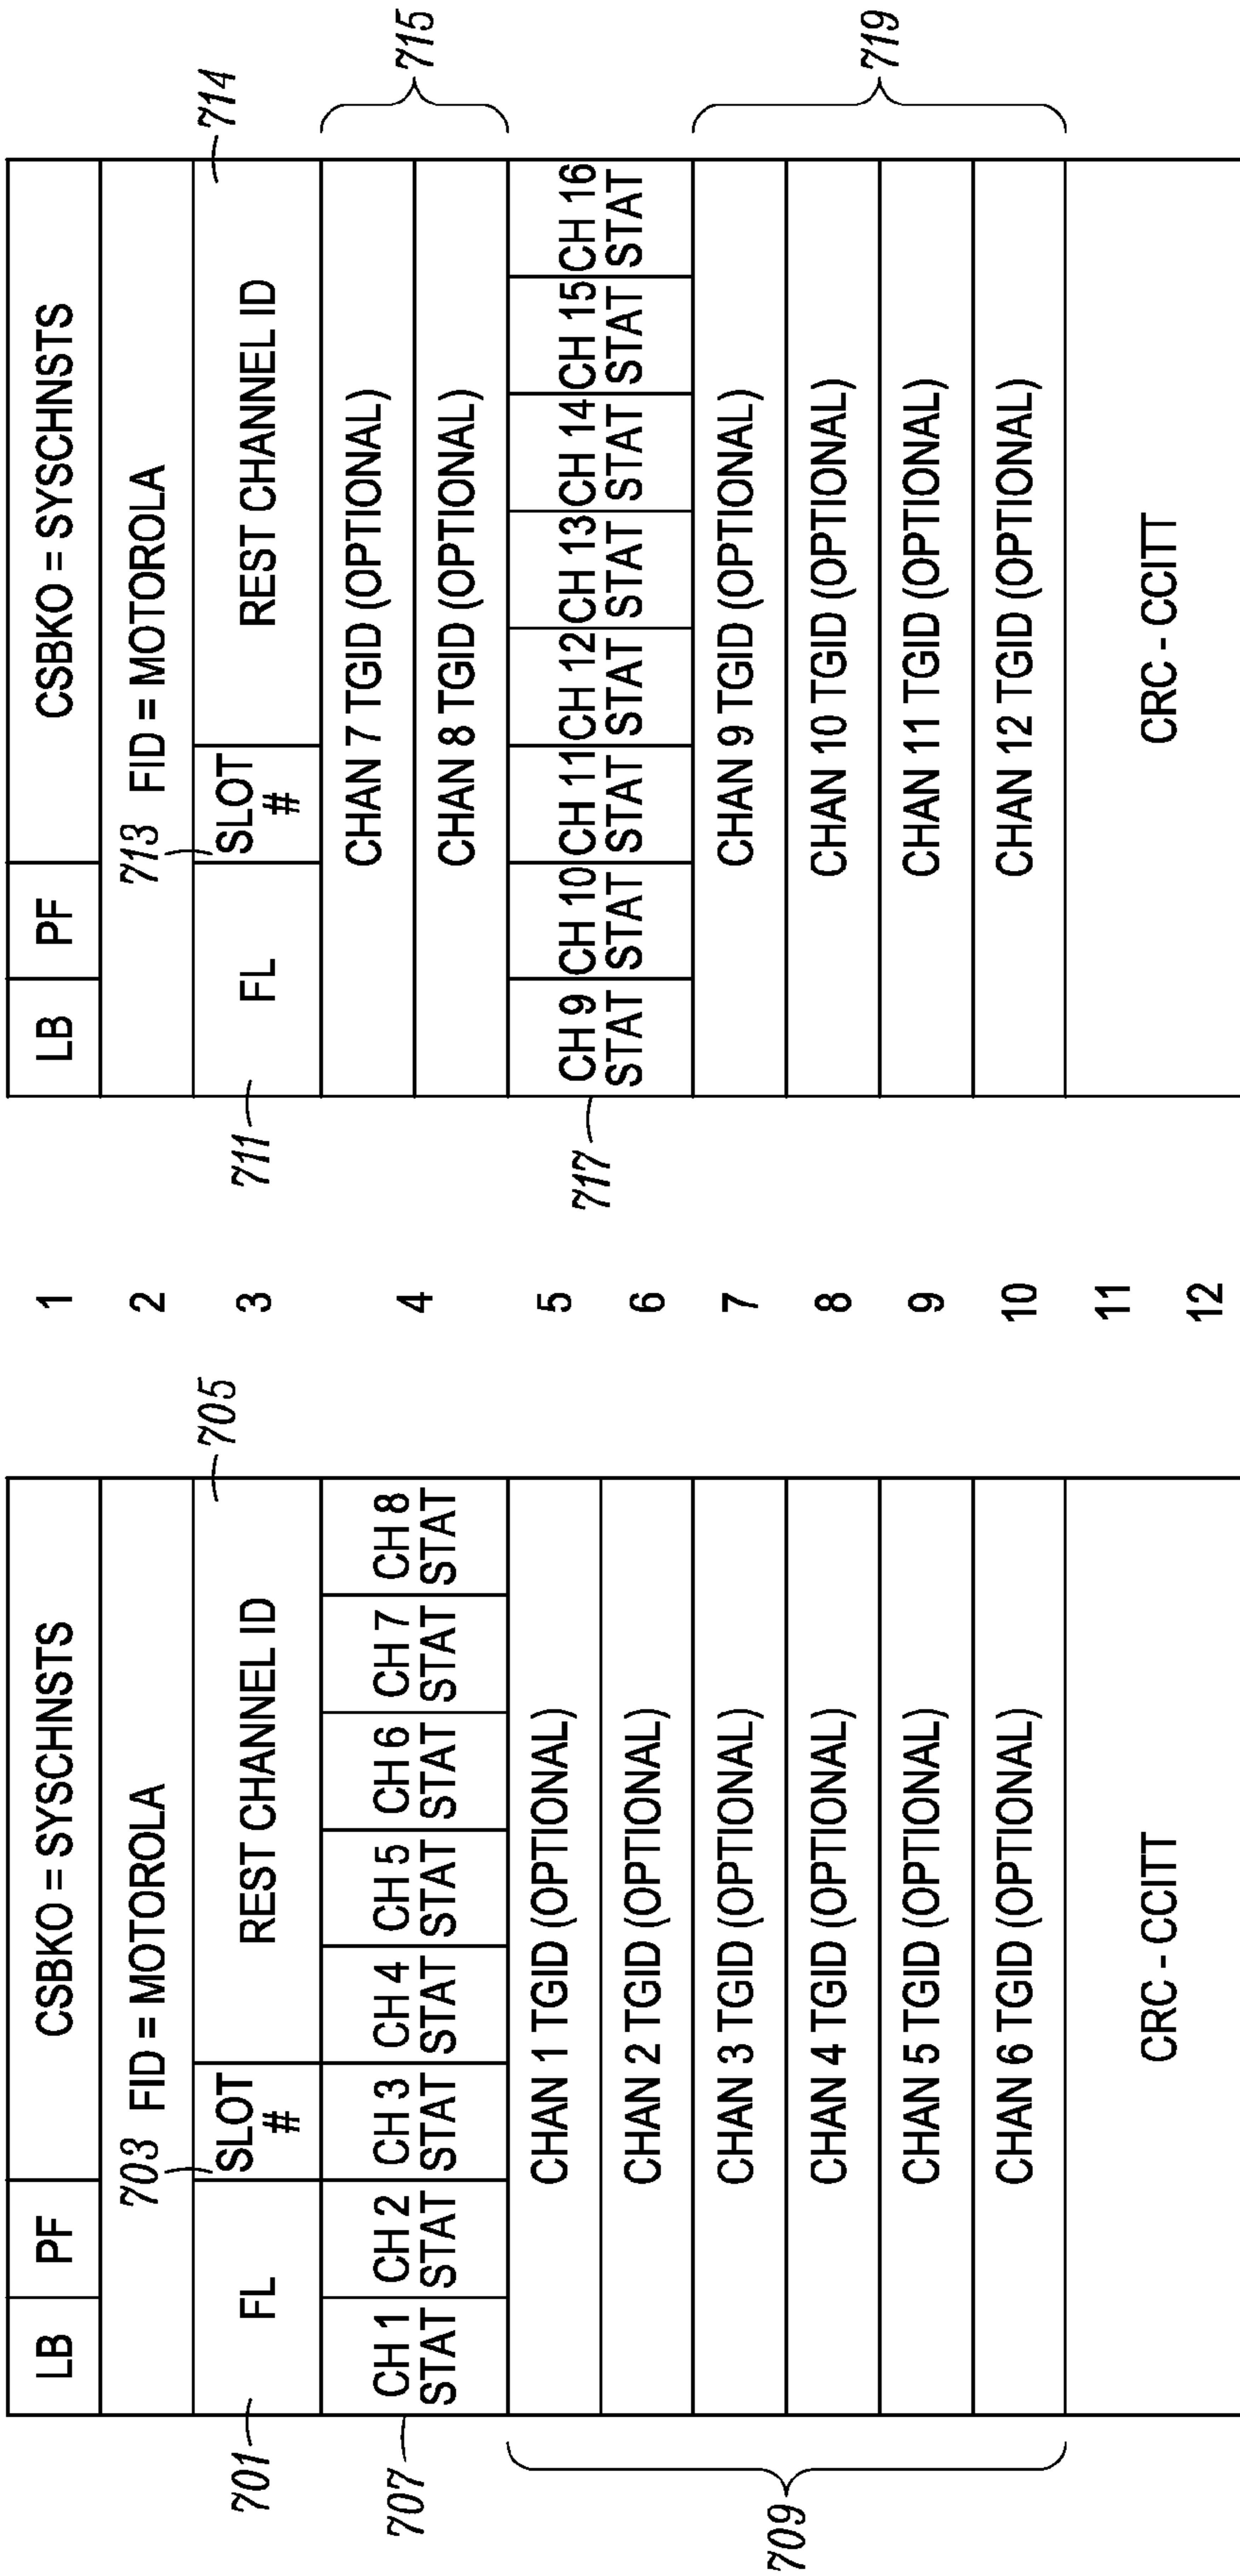 LB PF CSBKO = SYSCHNSTS
703 FID = MOTOROLA
701 FL SLOT # REST CHANNEL ID 705
707 CH 1 STAT CH 2 STAT CH 3 STAT CH 4 STAT CH 5 STAT CH 6 STAT CH 7 STAT CH 8 STAT
709
CHAN 1 TGID (OPTIONAL)
CHAN 2 TGID (OPTIONAL)
CHAN 3 TGID (OPTIONAL)
CHAN 4 TGID (OPTIONAL)
CHAN 5 TGID (OPTIONAL)
CHAN 6 TGID (OPTIONAL)
CRC - CCITT
1
2
3
4
5
6
7
8
9
10
11
12
LB PF CSBKO = SYSCHNSTS
713 FID = MOTOROLA
711 FL SLOT # REST CHANNEL ID 714
CHAN 7 TGID (OPTIONAL)
CHAN 8 TGID (OPTIONAL)
715
717 CH 9 STAT CH 10 STAT CH 11 STAT CH 12 STAT CH 13 STAT CH 14 STAT CH 15 STAT CH 16 STAT
CHAN 9 TGID (OPTIONAL)
CHAN 10 TGID (OPTIONAL)
CHAN 11 TGID (OPTIONAL)
CHAN 12 TGID (OPTIONAL)
719
CRC - CCITT